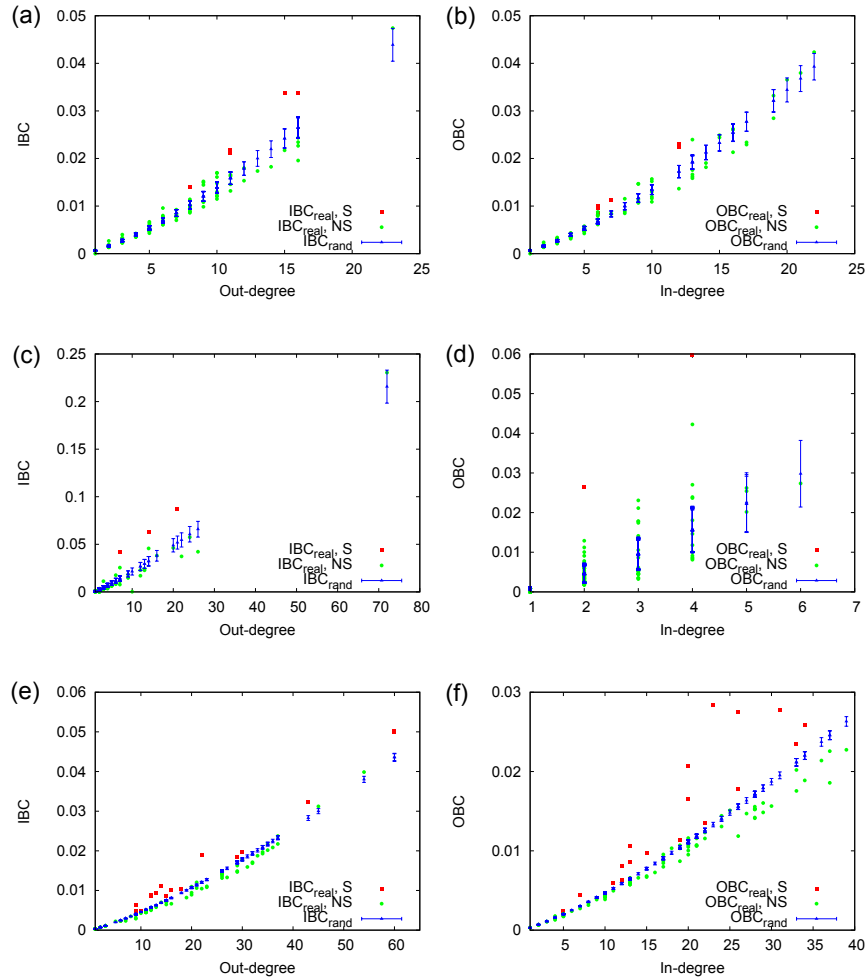 (a)
0.05
0.04
0.03
0.02
0.01
0
5
10
15
20
25
IBC
Out-degree
IBCreal, S
IBCreal, NS
IBCrand
(b)
0.05
0.04
0.03
0.02
0.01
0
5
10
15
20
25
OBC
In-degree
OBCreal, S
OBCreal, NS
OBCrand
(c)
0.25
0.2
0.15
0.1
0.05
0
10
20
30
40
50
60
70
80
IBC
Out-degree
IBCreal, S
IBCreal, NS
IBCrand
(d)
0.06
0.05
0.04
0.03
0.02
0.01
0
1
2
3
4
5
6
7
OBC
In-degree
OBCreal, S
OBCreal, NS
OBCrand
(e)
0.06
0.05
0.04
0.03
0.02
0.01
0
10
20
30
40
50
60
IBC
Out-degree
IBCreal, S
IBCreal, NS
IBCrand
(f)
0.03
0.02
0.01
0
5
10
15
20
25
30
35
40
OBC
In-degree
OBCreal, S
OBCreal, NS
OBCrand